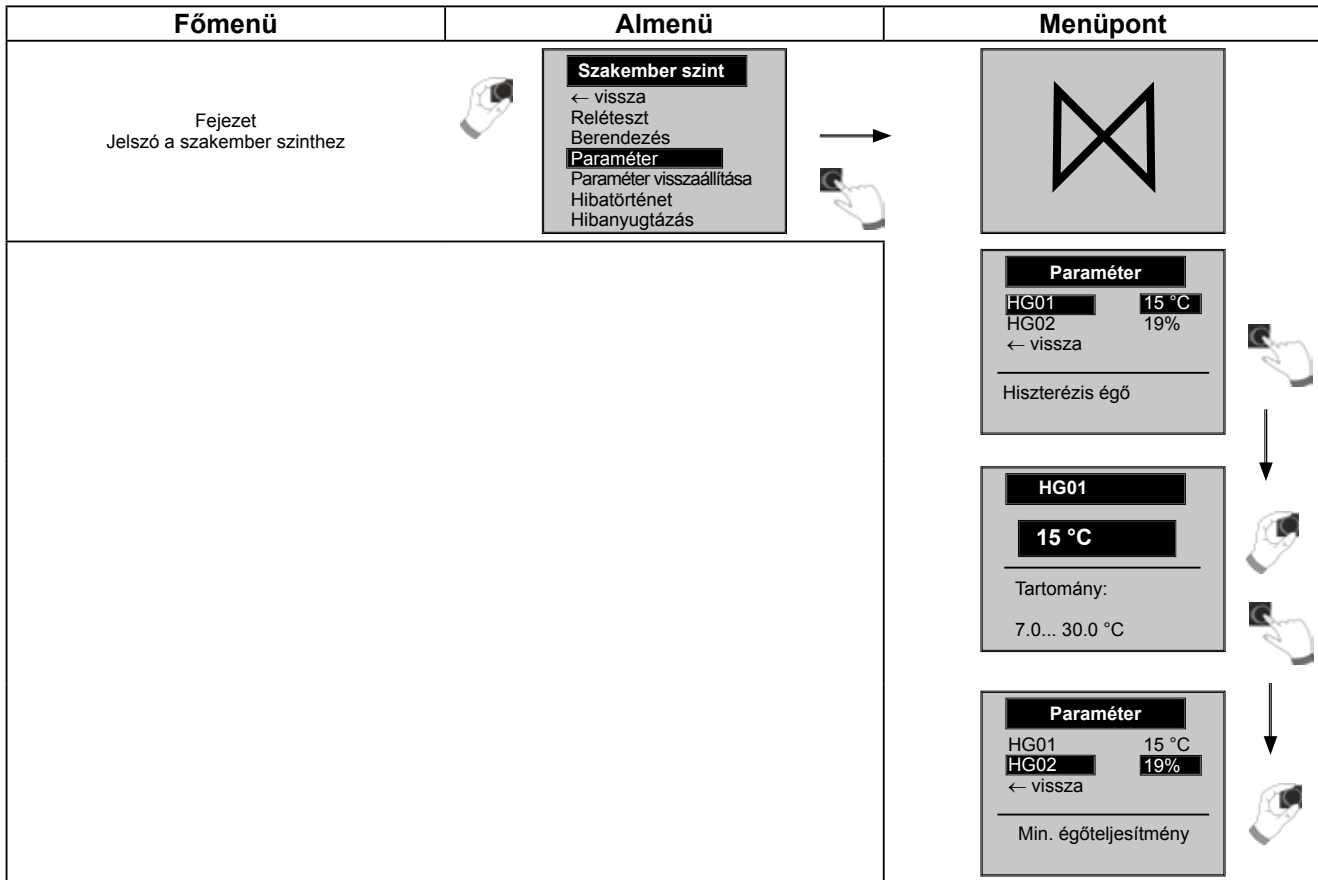 Főmenü
Almenü
Menüpont
Fejezet
Jelszó a szakember szinthez
Szakember szint
← vissza
Reléteszt
Berendezés
Paraméter
Paraméter visszaállítása
Hibatörténet
Hibanyugtázás
Paraméter
HG01 15 °C
HG02 19%
← vissza
Hiszterézis égő
HG01
15 °C
Tartomány:
7.0... 30.0 °C
Paraméter
HG01 15 °C
HG02 19%
← vissza
Min. égőteljesítmény